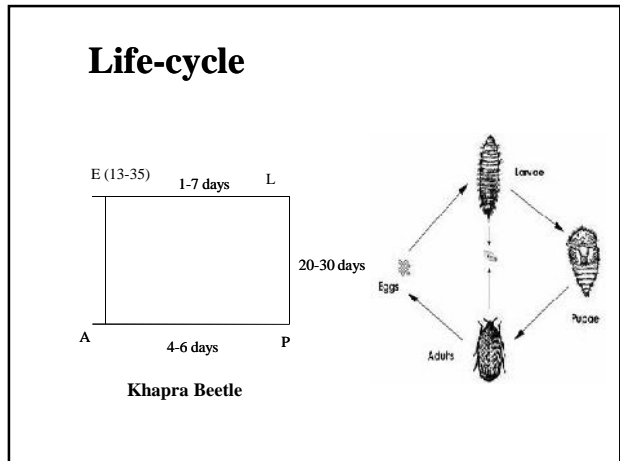 Life-cycle
E (13-35)
1-7 days
L
20-30 days
A
4-6 days
P
Khapra Beetle
Larvae
Eggs
Pupae
Adults